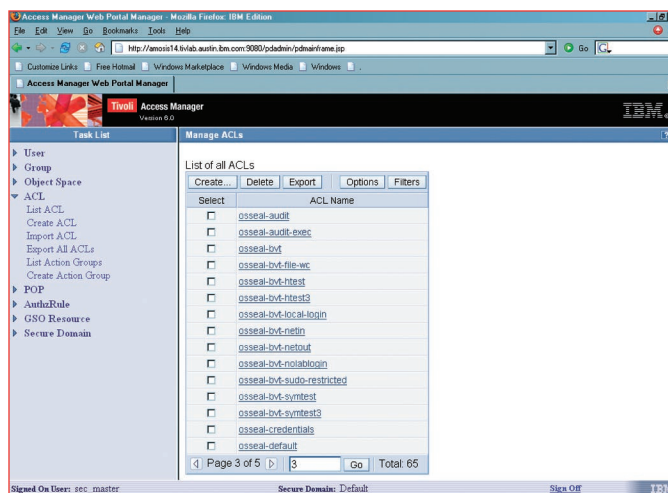 Access Manager Web Portal Manager - Mozilla Firefox: IBM Edition
File Edit View Go Bookmarks Tools Help
http://amosis14.tivlab.austin.ibm.com:9080/pdadmin/pdmainframe.jsp Go G
Customize Links Free Hotmail Windows Marketplace Windows Media Windows .
Access Manager Web Portal Manager
Tivoli Access Manager
Version 6.0
IBM
Task List
Manage ACLs ?
User
Group
Object Space
ACL
List ACL
Create ACL
Import ACL
Export All ACLs
List Action Groups
Create Action Group
POP
AuthzRule
GSO Resource
Secure Domain
List of all ACLs
Create... Delete Export Options Filters
Select ACL Name
osseal-audit
osseal-audit-exec
osseal-bvt
osseal-bvt-file-wc
osseal-bvt-htest
osseal-bvt-htest3
osseal-bvt-local-login
osseal-bvt-netin
osseal-bvt-netout
osseal-bvt-nolablogin
osseal-bvt-sudo-restricted
osseal-bvt-symtest
osseal-bvt-symtest3
osseal-credentials
osseal-default
Page 3 of 5 3 Go Total: 65
Signed On User: sec_master Secure Domain: Default Sign Off IBM